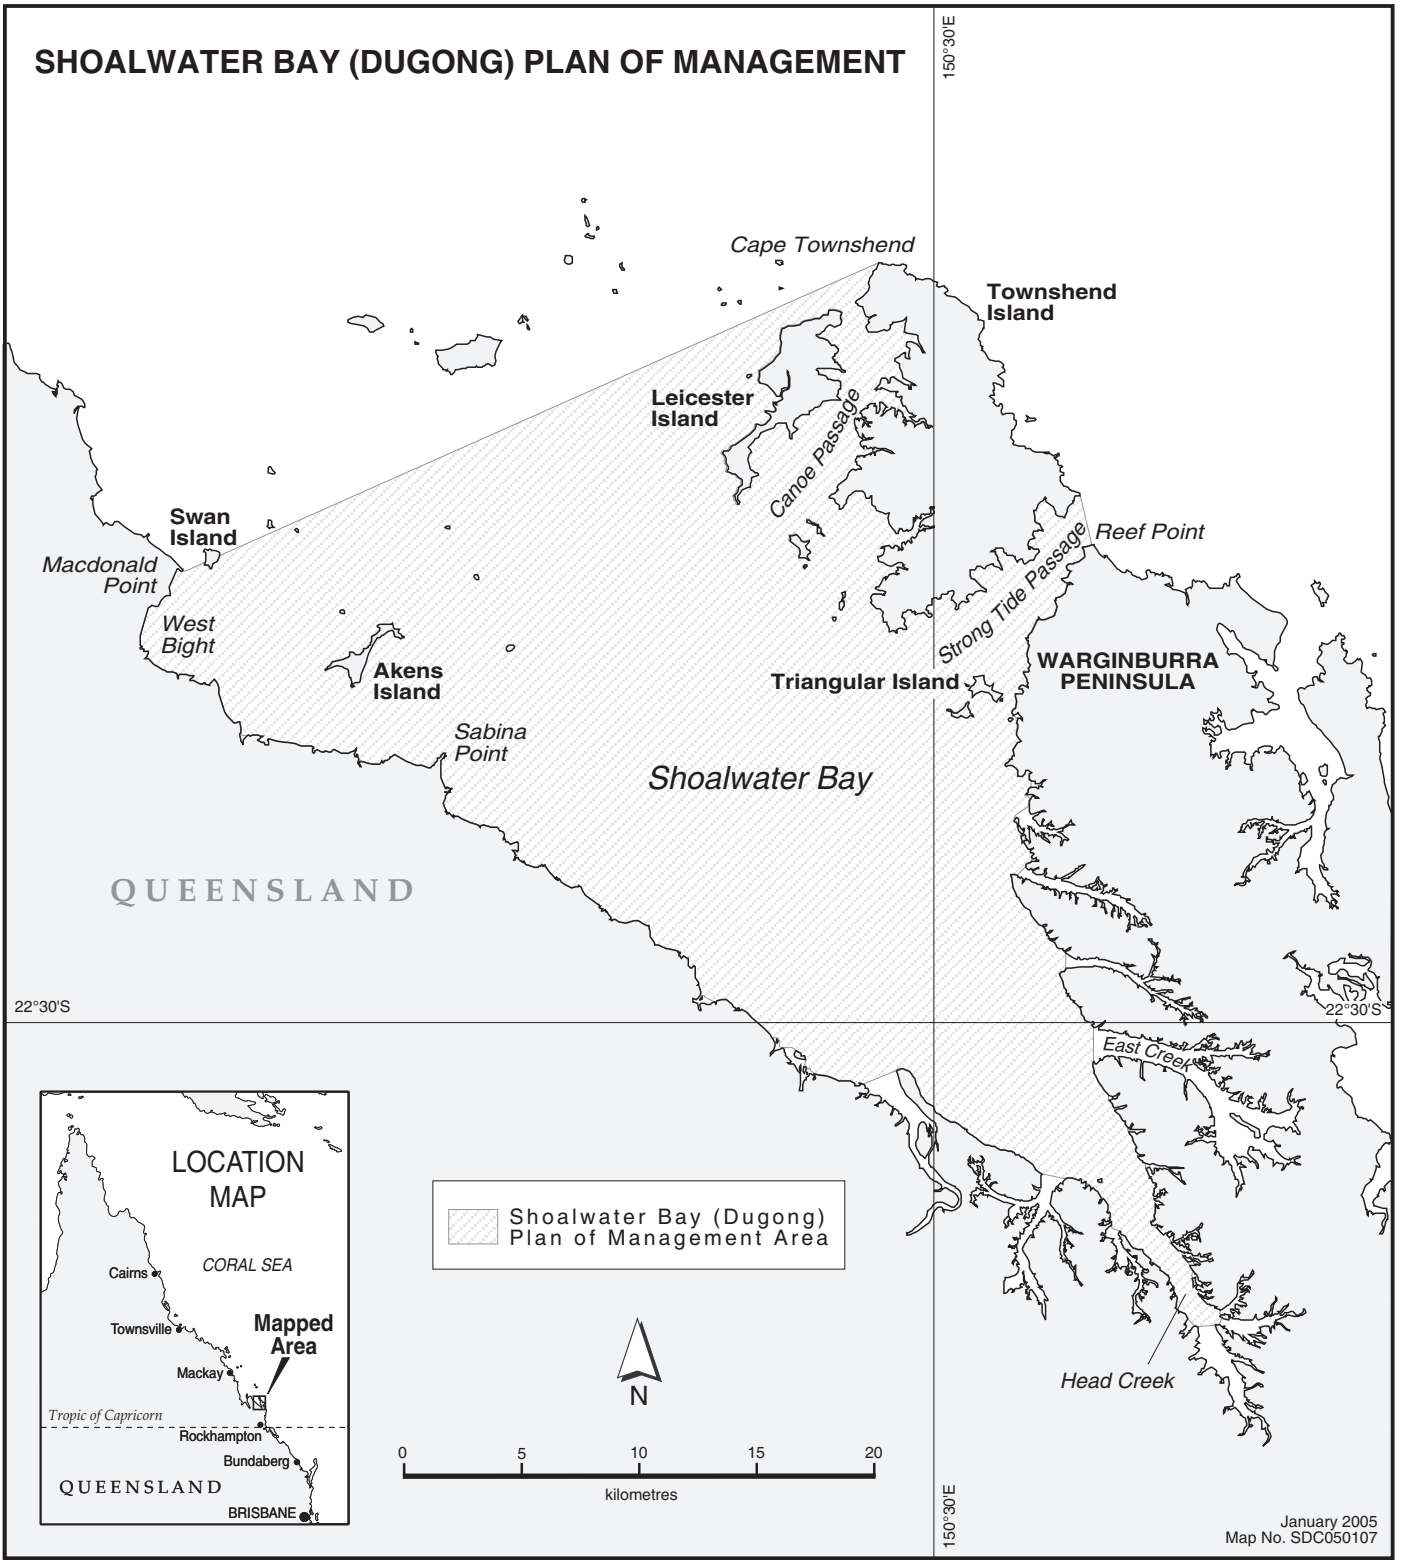 SHOALWATER BAY (DUGONG) PLAN OF MANAGEMENT
150°30'E
Cape Townshend
Townshend
Island
Leicester
Island
Canoe Passage
Swan
Island
Macdonald
Point
Reef Point
West
Bight
Strong Tide Passage
Akens
Island
WARGINBURRA
PENINSULA
Triangular Island
Sabina
Point
Shoalwater Bay
QUEENSLAND
22°30'S
22°30'S
East Creek
LOCATION
MAP
CORAL SEA
Cairns
Townsville
Mapped
Area
Mackay
Tropic of Capricorn
Rockhampton
Bundaberg
QUEENSLAND
BRISBANE
Shoalwater Bay (Dugong)
Plan of Management Area
Head Creek
N
0 5 10 15 20
kilometres
150°30'E
January 2005
Map No. SDC050107